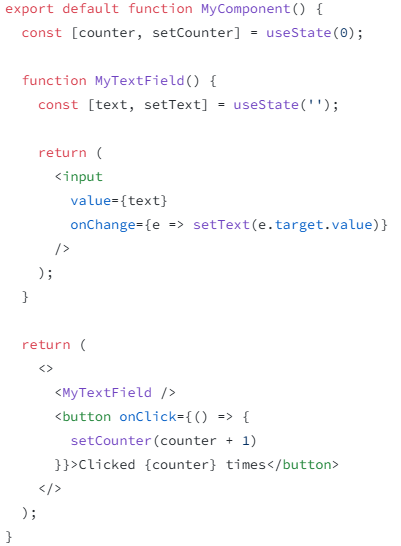 export default function MyComponent() {
  const [counter, setCounter] = useState(0);

  function MyTextField() {
    const [text, setText] = useState('');

    return (
      <input
        value={text}
        onChange={e => setText(e.target.value)}
      />
    );
  }

  return (
    <>
      <MyTextField />
      <button onClick={() => {
        setCounter(counter + 1)
      }}>Clicked {counter} times</button>
    </>
  );
}